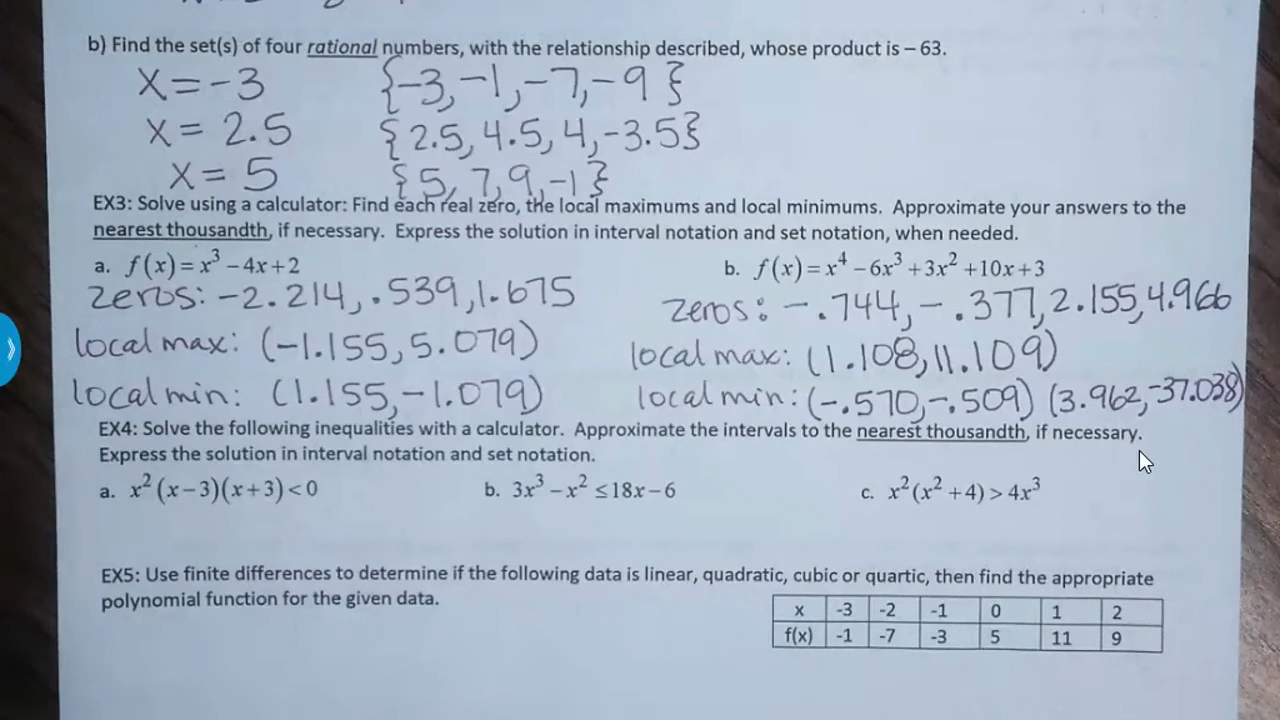 b) Find the set(s) of four rational numbers, with the relationship described, whose product is – 63.
x = -3 {-3, -1, -7, -9}
x = 2.5 {2.5, 4.5, 4, -3.5}
x = 5 {5, 7, 9, -1}
EX3: Solve using a calculator: Find each real zero, the local maximums and local minimums. Approximate your answers to the
nearest thousandth, if necessary. Express the solution in interval notation and set notation, when needed.
a. f(x) = x³ – 4x + 2 b. f(x) = x⁴ – 6x³ + 3x² + 10x + 3
zeros: -2.214, .539, 1.675 zeros: -.744, -.377, 2.155, 4.966
local max: (-1.155, 5.079) local max: (1.108, 11.109)
local min: (1.155, -1.079) local min: (-.570, -.509) (3.962, -37.038)
EX4: Solve the following inequalities with a calculator. Approximate the intervals to the nearest thousandth, if necessary.
Express the solution in interval notation and set notation.
a. x²(x – 3)(x + 3) < 0 b. 3x³ – x² ≤ 18x – 6 c. x²(x² + 4) > 4x³
EX5: Use finite differences to determine if the following data is linear, quadratic, cubic or quartic, then find the appropriate
polynomial function for the given data.
x -3 -2 -1 0 1 2
f(x) -1 -7 -3 5 11 9